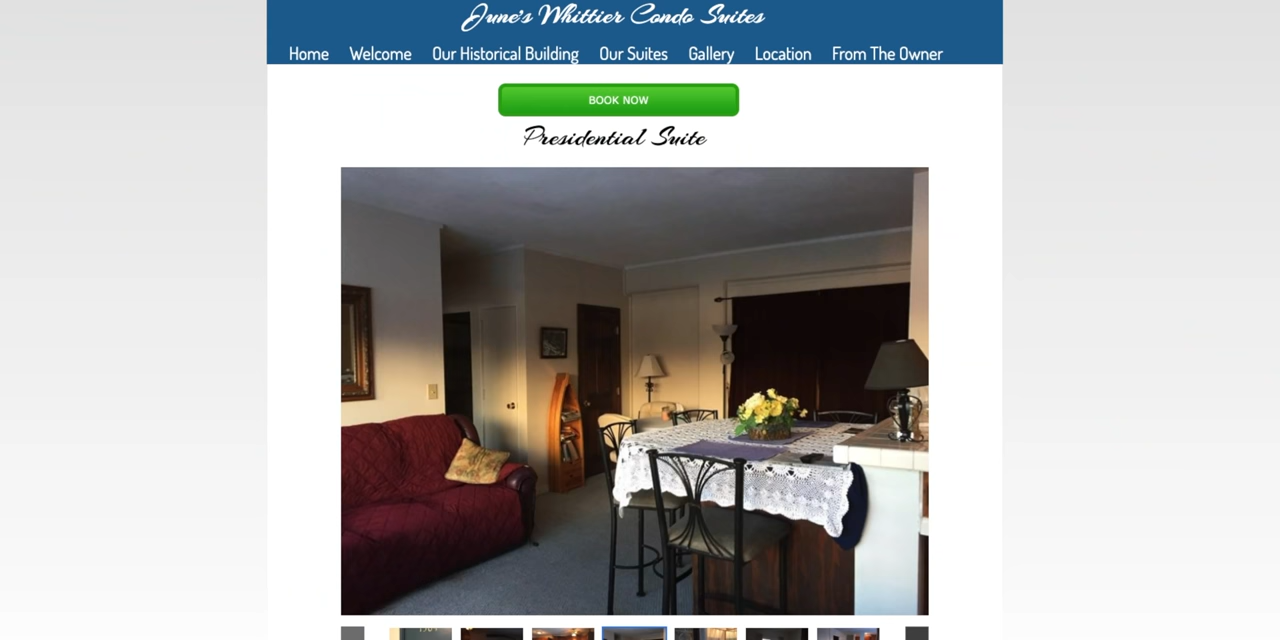 June's Whittier Condo Suites
Home Welcome Our Historical Building Our Suites Gallery Location From The Owner
BOOK NOW
Presidential Suite